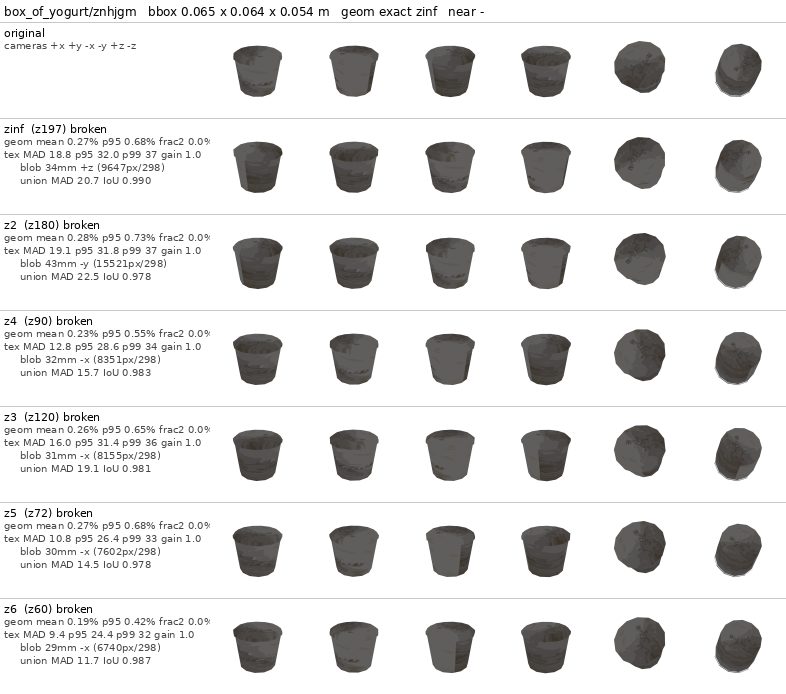 box_of_yogurt/znhjgm bbox 0.065 x 0.064 x 0.054 m geom exact zinf near -
original
cameras +x +y -x -y +z -z
zinf (z197) broken
geom mean 0.27% p95 0.68% frac2 0.0%
tex MAD 18.8 p95 32.0 p99 37 gain 1.0
blob 34mm +z (9647px/298)
union MAD 20.7 IoU 0.990
z2 (z180) broken
geom mean 0.28% p95 0.73% frac2 0.0%
tex MAD 19.1 p95 31.8 p99 37 gain 1.0
blob 43mm -y (15521px/298)
union MAD 22.5 IoU 0.978
z4 (z90) broken
geom mean 0.23% p95 0.55% frac2 0.0%
tex MAD 12.8 p95 28.6 p99 34 gain 1.0
blob 32mm -x (8351px/298)
union MAD 15.7 IoU 0.983
z3 (z120) broken
geom mean 0.26% p95 0.65% frac2 0.0%
tex MAD 16.0 p95 31.4 p99 36 gain 1.0
blob 31mm -x (8155px/298)
union MAD 19.1 IoU 0.981
z5 (z72) broken
geom mean 0.27% p95 0.68% frac2 0.0%
tex MAD 10.8 p95 26.4 p99 33 gain 1.0
blob 30mm -x (7602px/298)
union MAD 14.5 IoU 0.978
z6 (z60) broken
geom mean 0.19% p95 0.42% frac2 0.0%
tex MAD 9.4 p95 24.4 p99 32 gain 1.0
blob 29mm -x (6740px/298)
union MAD 11.7 IoU 0.987